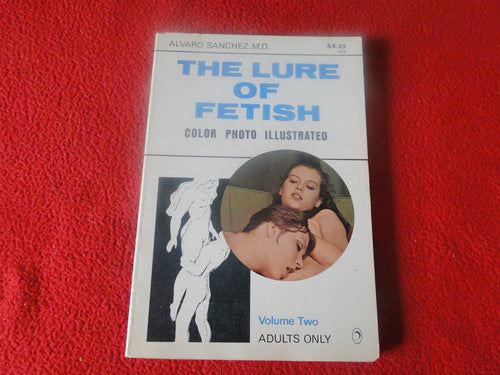 ALVARO SANCHEZ, M.D.
$4.35
THE LURE
OF
FETISH
COLOR PHOTO ILLUSTRATED
Volume Two
ADULTS ONLY